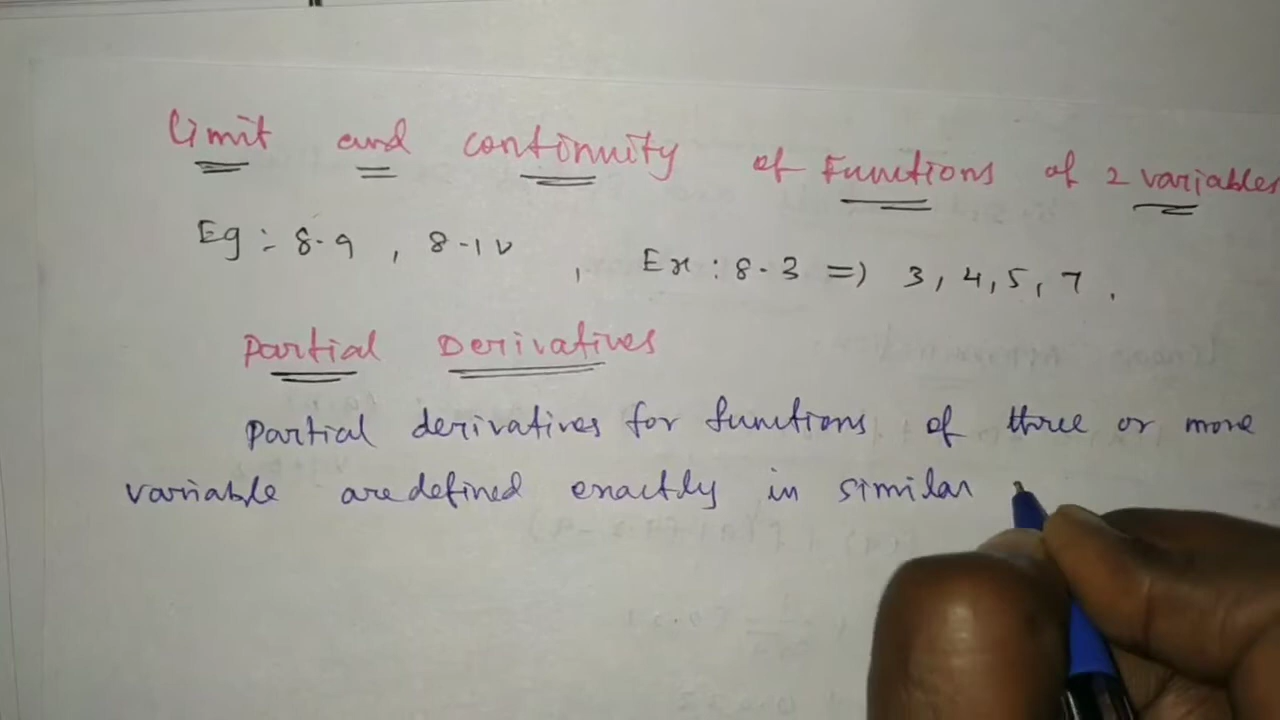 Limit and continuity of Functions of 2 variables
Eg :- 8.9 , 8.10 , Ex : 8.3 => 3, 4, 5, 7 .
Partial Derivatives
Partial derivatives for functions of three or more
variable are defined exactly in similar